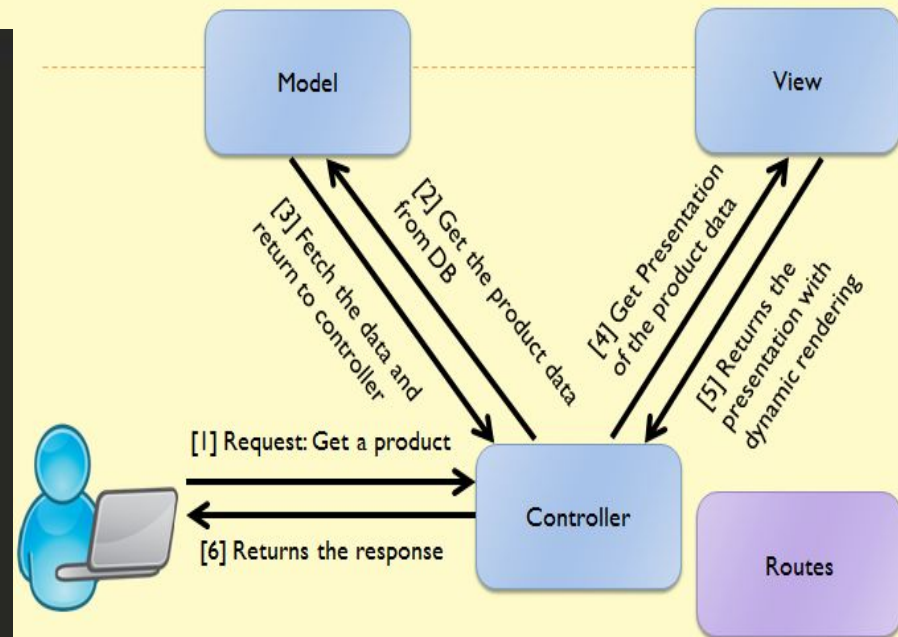 Model
View
[3] Fetch the data and
return to controller
[2] Get the product data
from DB
[4] Get Presentation
of the product data
[5] Returns the
presentation with
dynamic rendering
[1] Request: Get a product
Controller
[6] Returns the response
Routes